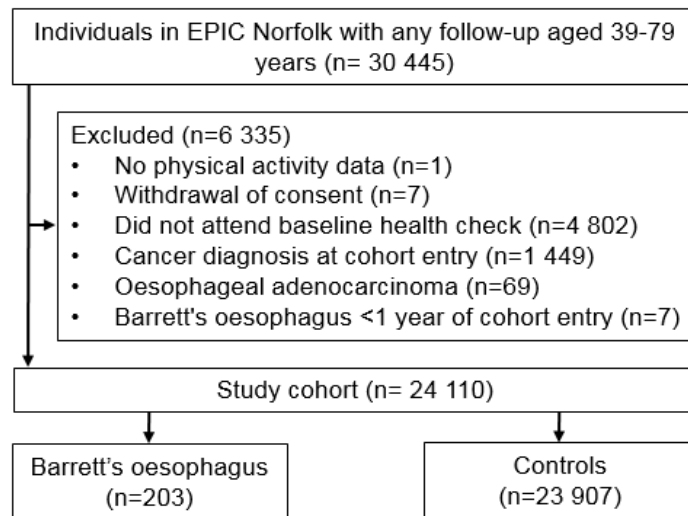 Individuals in EPIC Norfolk with any follow-up aged 39-79
years (n= 30 445)
Excluded (n=6 335)
• No physical activity data (n=1)
• Withdrawal of consent (n=7)
• Did not attend baseline health check (n=4 802)
• Cancer diagnosis at cohort entry (n=1 449)
• Oesophageal adenocarcinoma (n=69)
• Barrett's oesophagus <1 year of cohort entry (n=7)
Study cohort (n= 24 110)
Barrett’s oesophagus
(n=203)
Controls
(n=23 907)